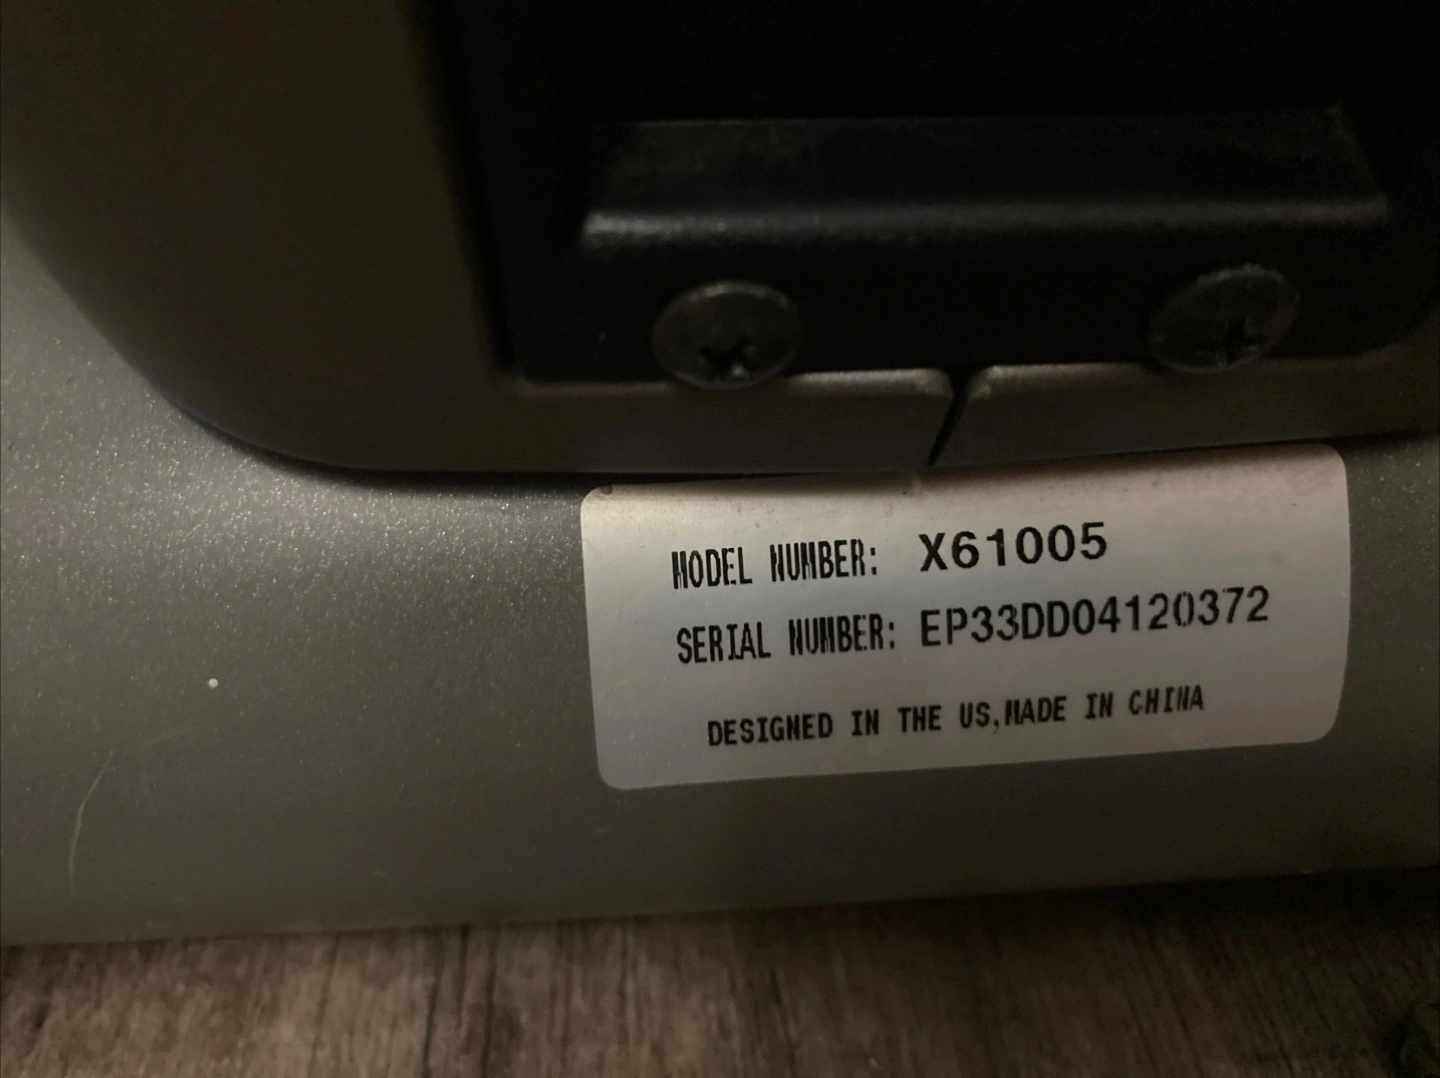 MODEL NUMBER: X61005
SERIAL NUMBER: EP33DD04120372
DESIGNED IN THE US,MADE IN CHINA